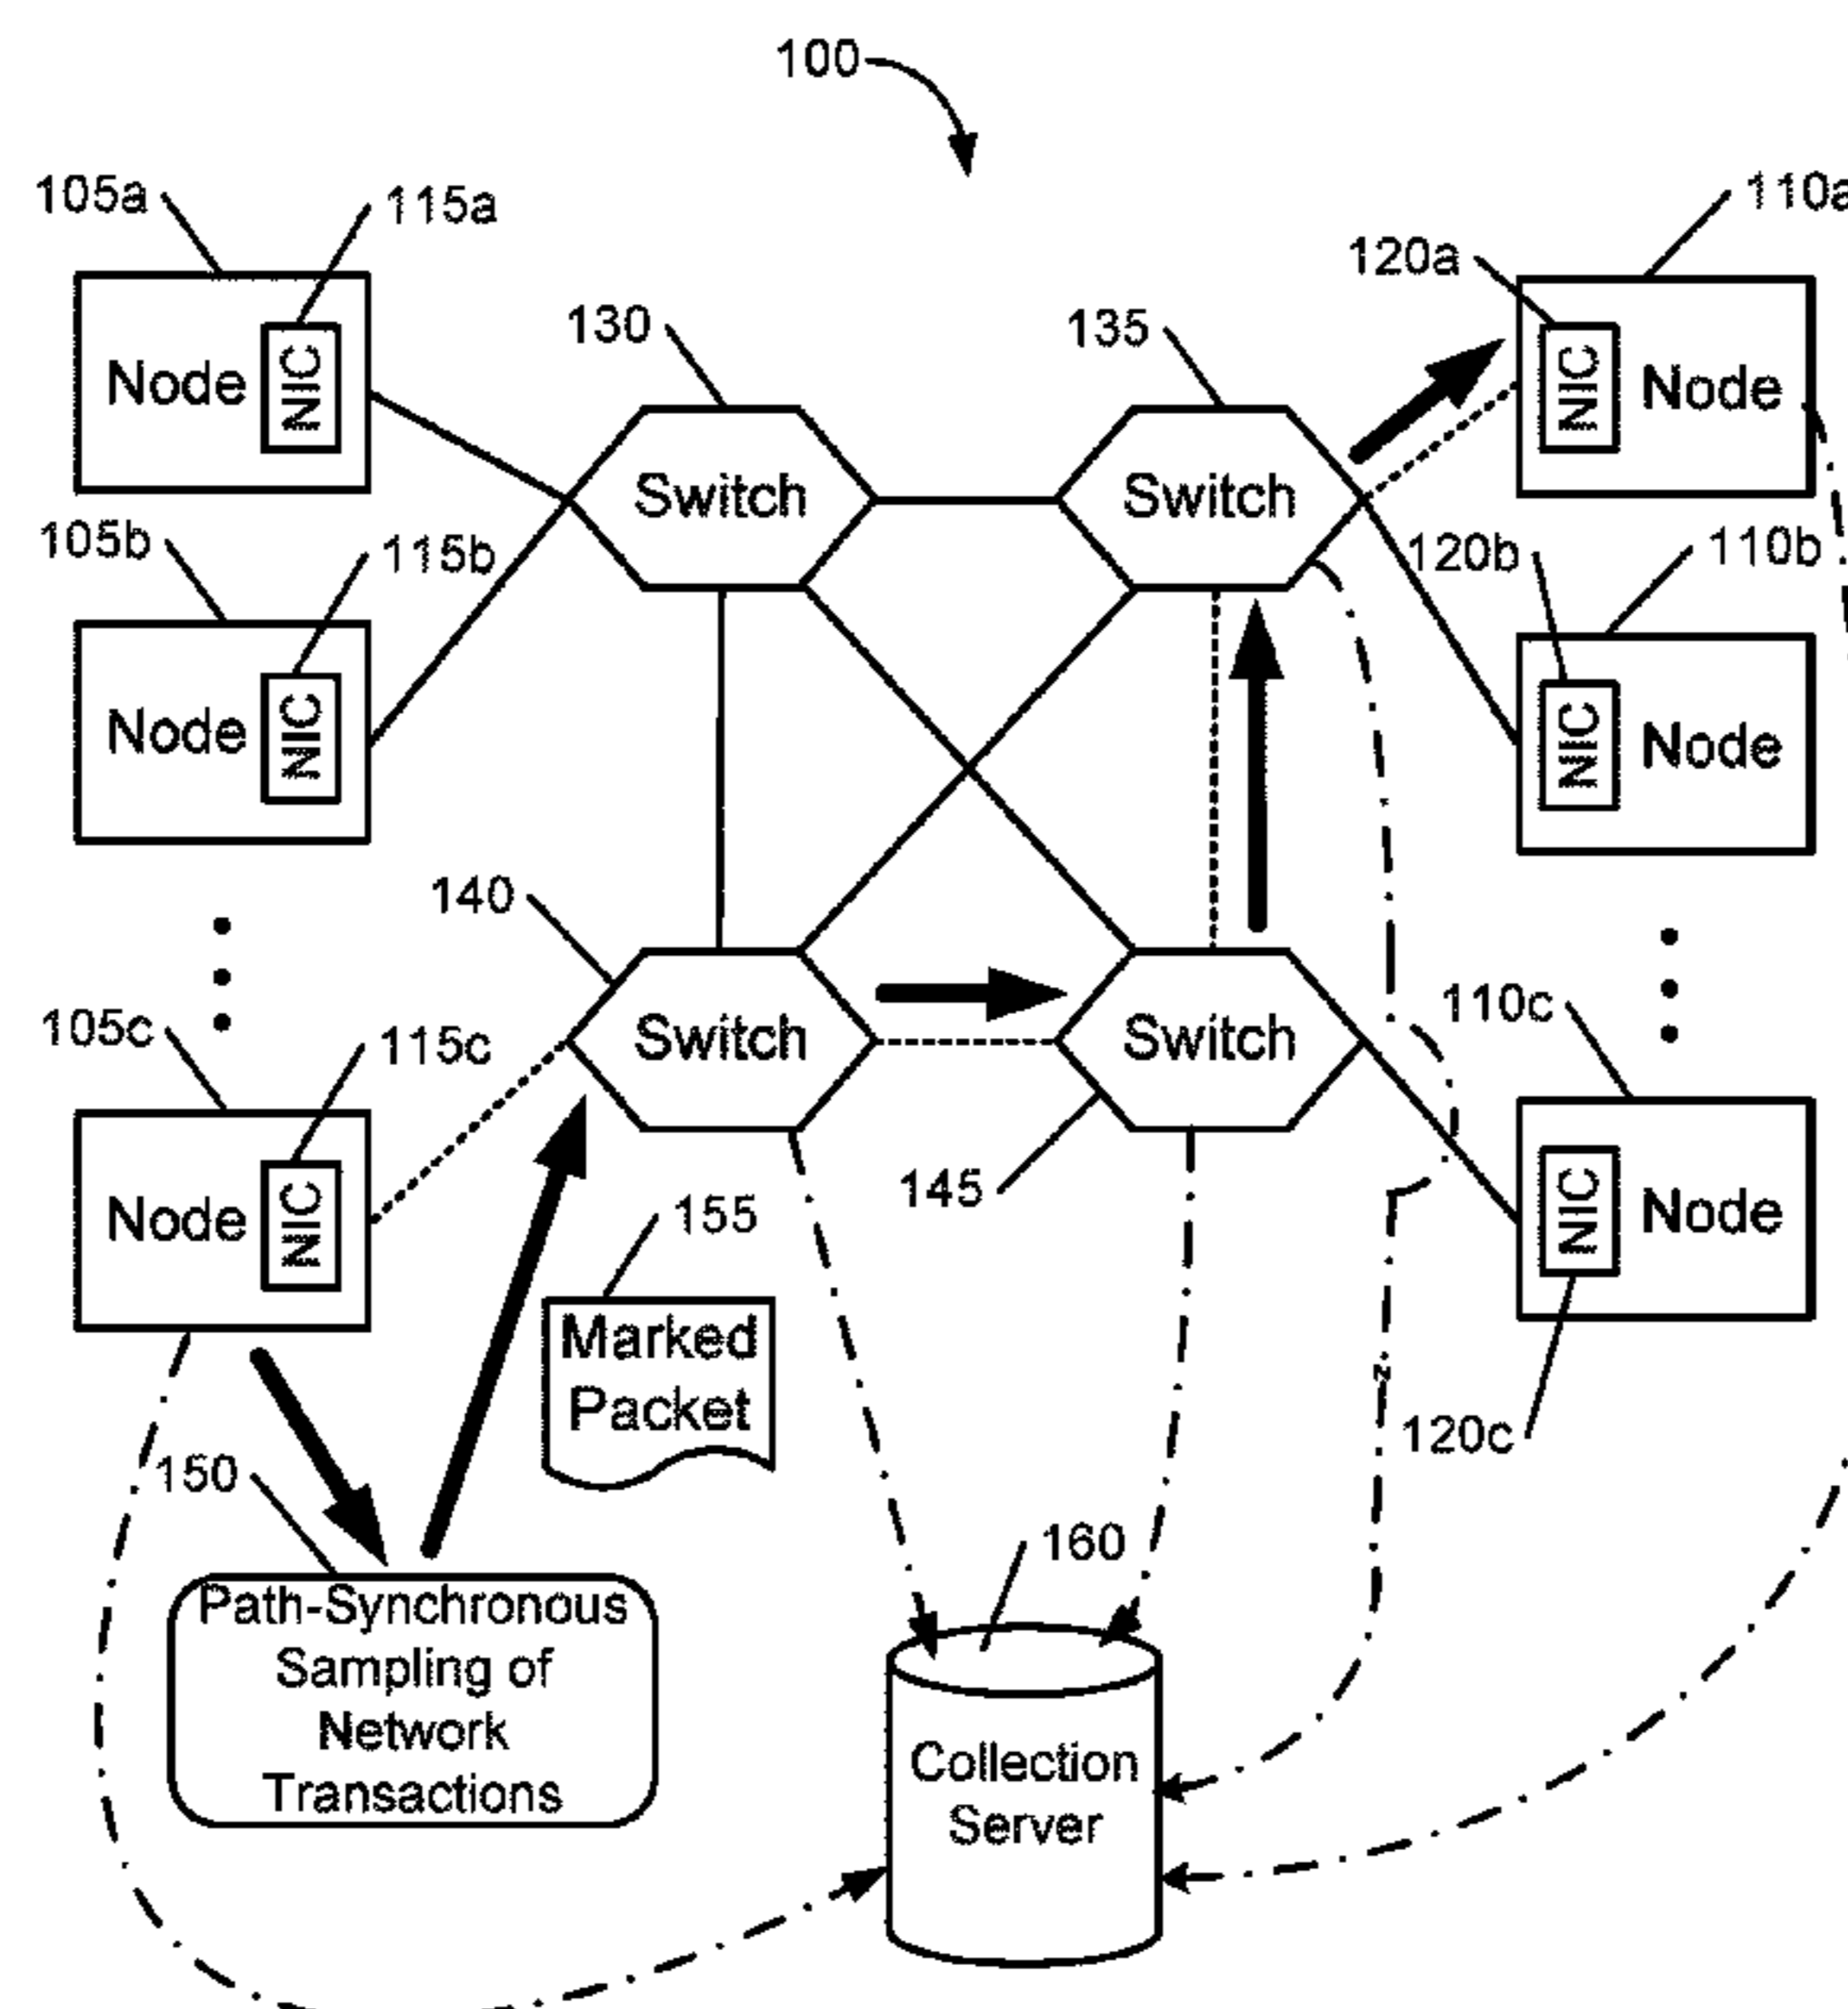 100
105a
115a
110a
120a
130
135
Node
NIC
Switch
Switch
NIC
Node
105b
115b
120b
110b
Node
NIC
NIC
Node
140
105c
115c
110c
Switch
Switch
Node
NIC
145
NIC
Node
155
Marked
Packet
120c
150
160
Path-Synchronous
Sampling of
Network
Transactions
Collection
Server